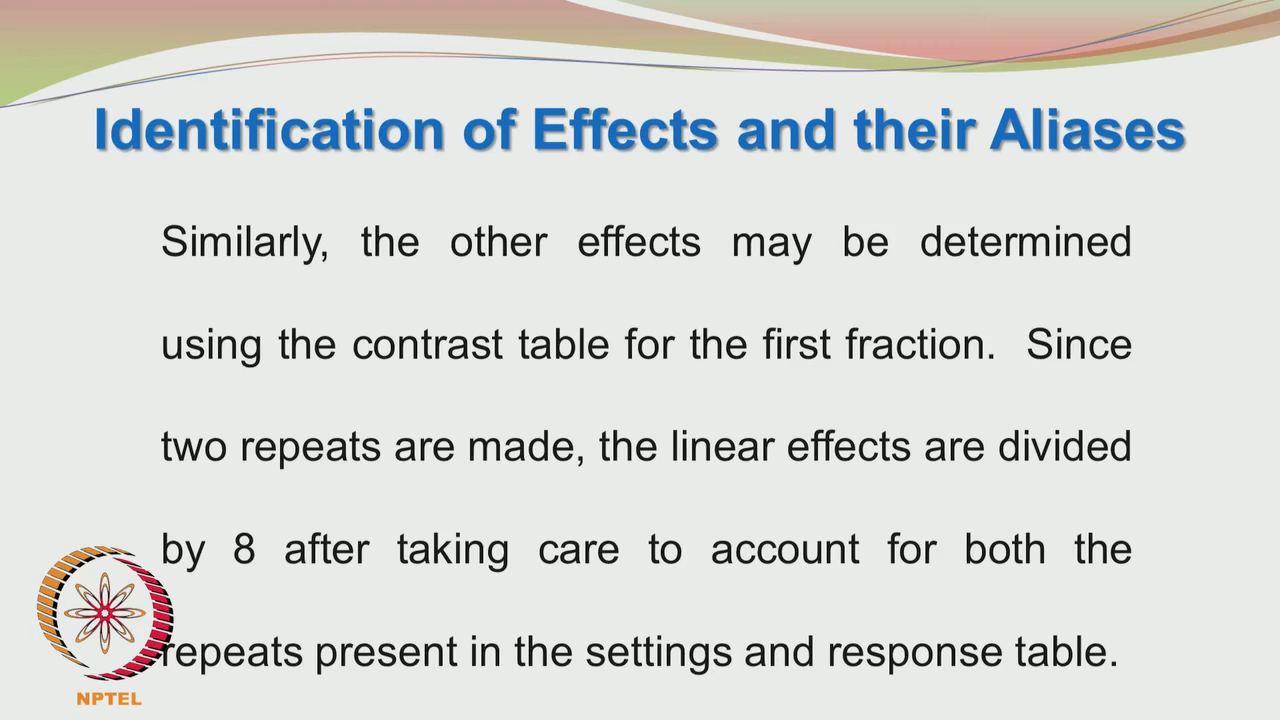 Identification of Effects and their Aliases
Similarly, the other effects may be determined
using the contrast table for the first fraction. Since
two repeats are made, the linear effects are divided
by 8 after taking care to account for both the
repeats present in the settings and response table.
NPTEL